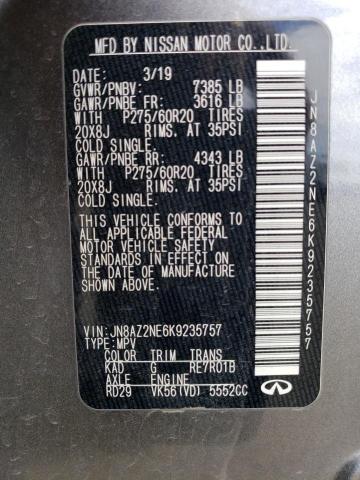 MFD BY NISSAN MOTOR CO.,LTD.
DATE: 3/19
GVWR/PNBV: 7385 LB
GAWR/PNBE FR: 3616 LB
WITH P275/60R20 TIRES
20X8J RIMS, AT 35PSI
COLD SINGLE.
GAWR/PNBE RR: 4343 LB
WITH P275/60R20 TIRES
20X8J RIMS, AT 35PSI
COLD SINGLE.
THIS VEHICLE CONFORMS TO
ALL APPLICABLE FEDERAL
MOTOR VEHICLE SAFETY
STANDARDS IN EFFECT ON THE
DATE OF MANUFACTURE SHOWN
ABOVE.
VIN:JN8AZ2NE6K9235757
TYPE:MPV
COLOR TRIM TRANS
KAD G RE7R01B
AXLE ENGINE
RD29 VK56(VD) 5552CC
INFINITI
JN8AZ2NE6K9235757